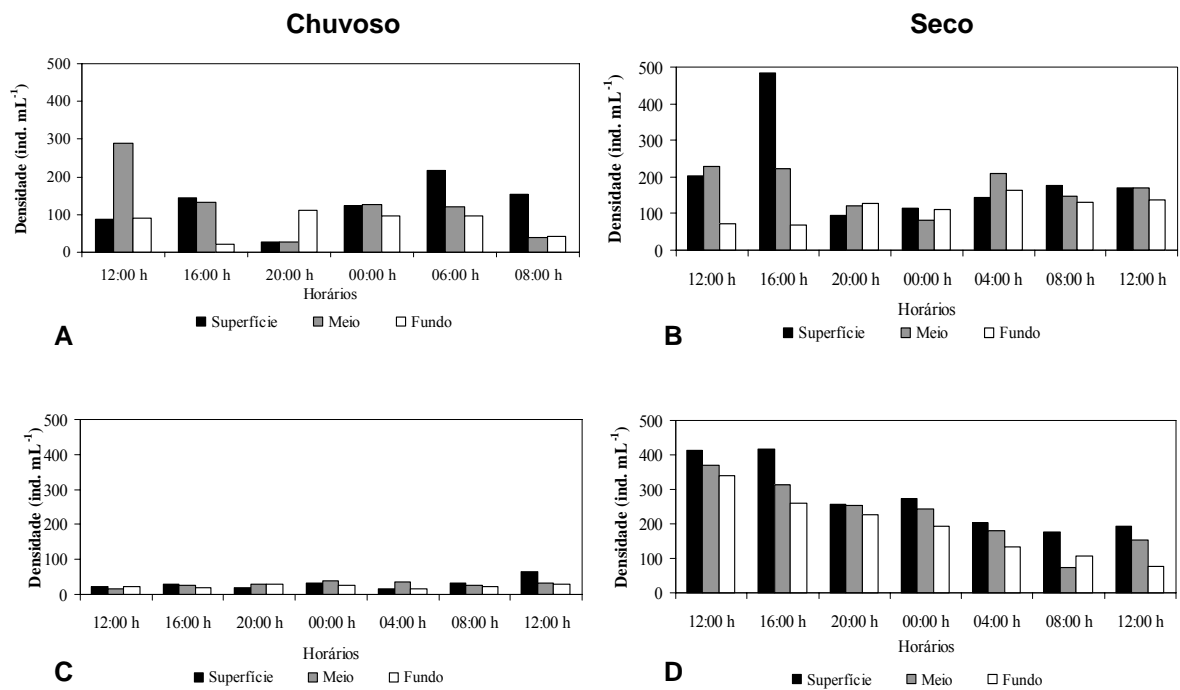 Chuvoso
Seco
Densidade (ind. mL-1)
500
400
300
200
100
0
12:00 h 16:00 h 20:00 h 00:00 h 06:00 h 08:00 h
Horários
Superfície Meio Fundo
A
Densidade (ind. mL-1)
500
400
300
200
100
0
12:00 h 16:00 h 20:00 h 00:00 h 04:00 h 08:00 h 12:00 h
Horários
Superfície Meio Fundo
B
Densidade (ind. mL-1)
500
400
300
200
100
0
12:00 h 16:00 h 20:00 h 00:00 h 04:00 h 08:00 h 12:00 h
Horários
Superfície Meio Fundo
C
Densidade (ind. mL-1)
500
400
300
200
100
0
12:00 h 16:00 h 20:00 h 00:00 h 04:00 h 08:00 h 12:00 h
Horários
Superfície Meio Fundo
D